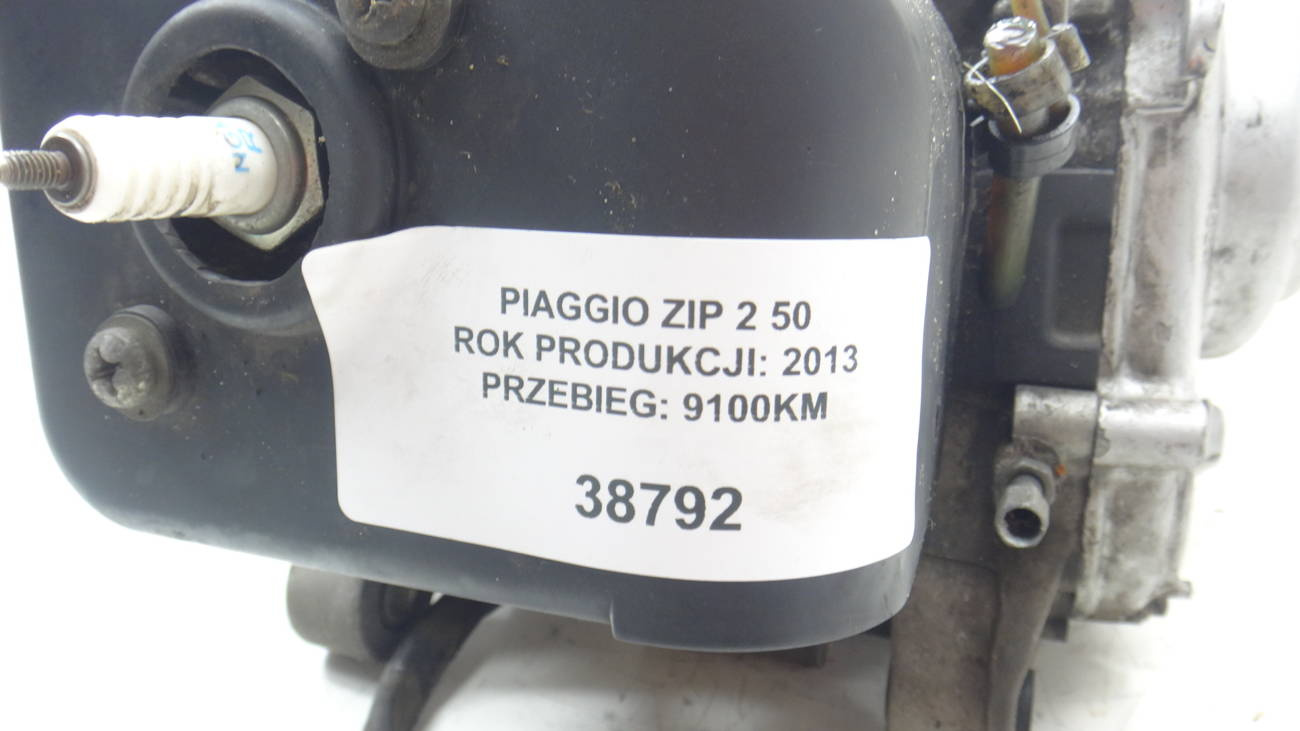 PIAGGIO ZIP 2 50
ROK PRODUKCJI: 2013
PRZEBIEG: 9100KM
38792